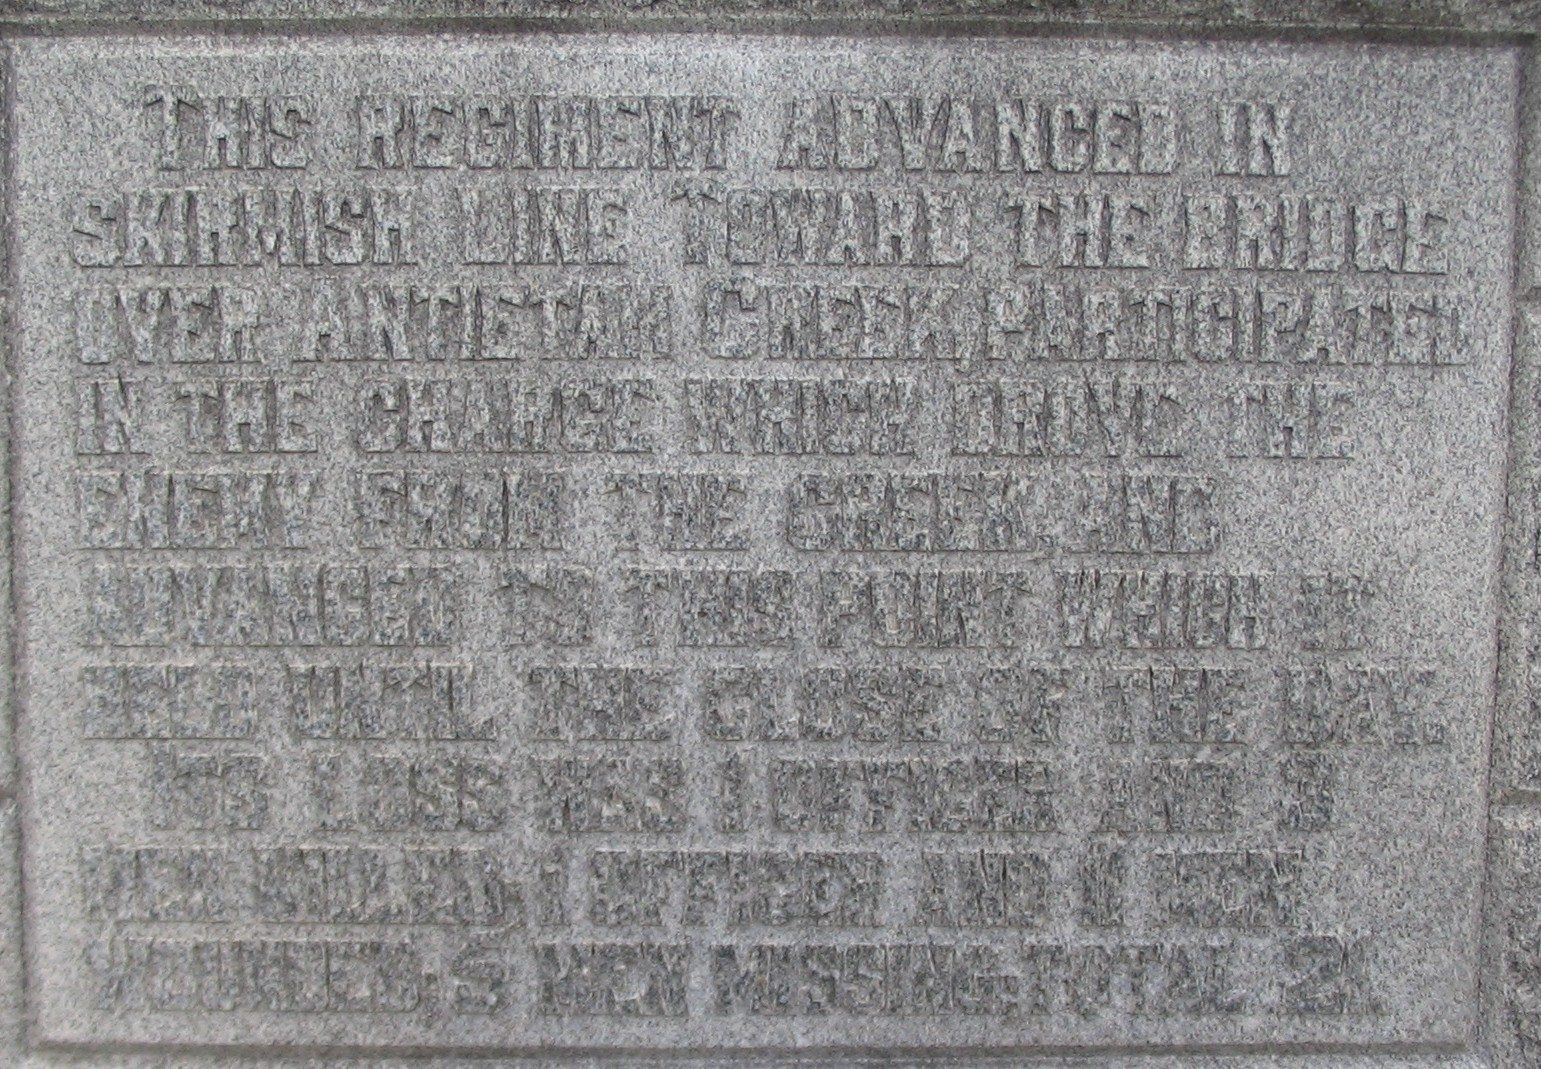 THIS REGIMENT ADVANCED IN
SKIRMISH LINE TOWARD THE BRIDGE
OVER ANTIETAM CREEK, PARTICIPATED
IN THE CHARGE WHICH DROVE THE
ENEMY FROM THE CREEK AND
ADVANCED TO THIS POINT WHICH IT
HELD UNTIL THE CLOSE OF THE DAY.
ITS LOSS WAS 1 OFFICER AND 3
MEN KILLED, 1 OFFICER AND 11 MEN
WOUNDED: 5 MEN MISSING: TOTAL 21